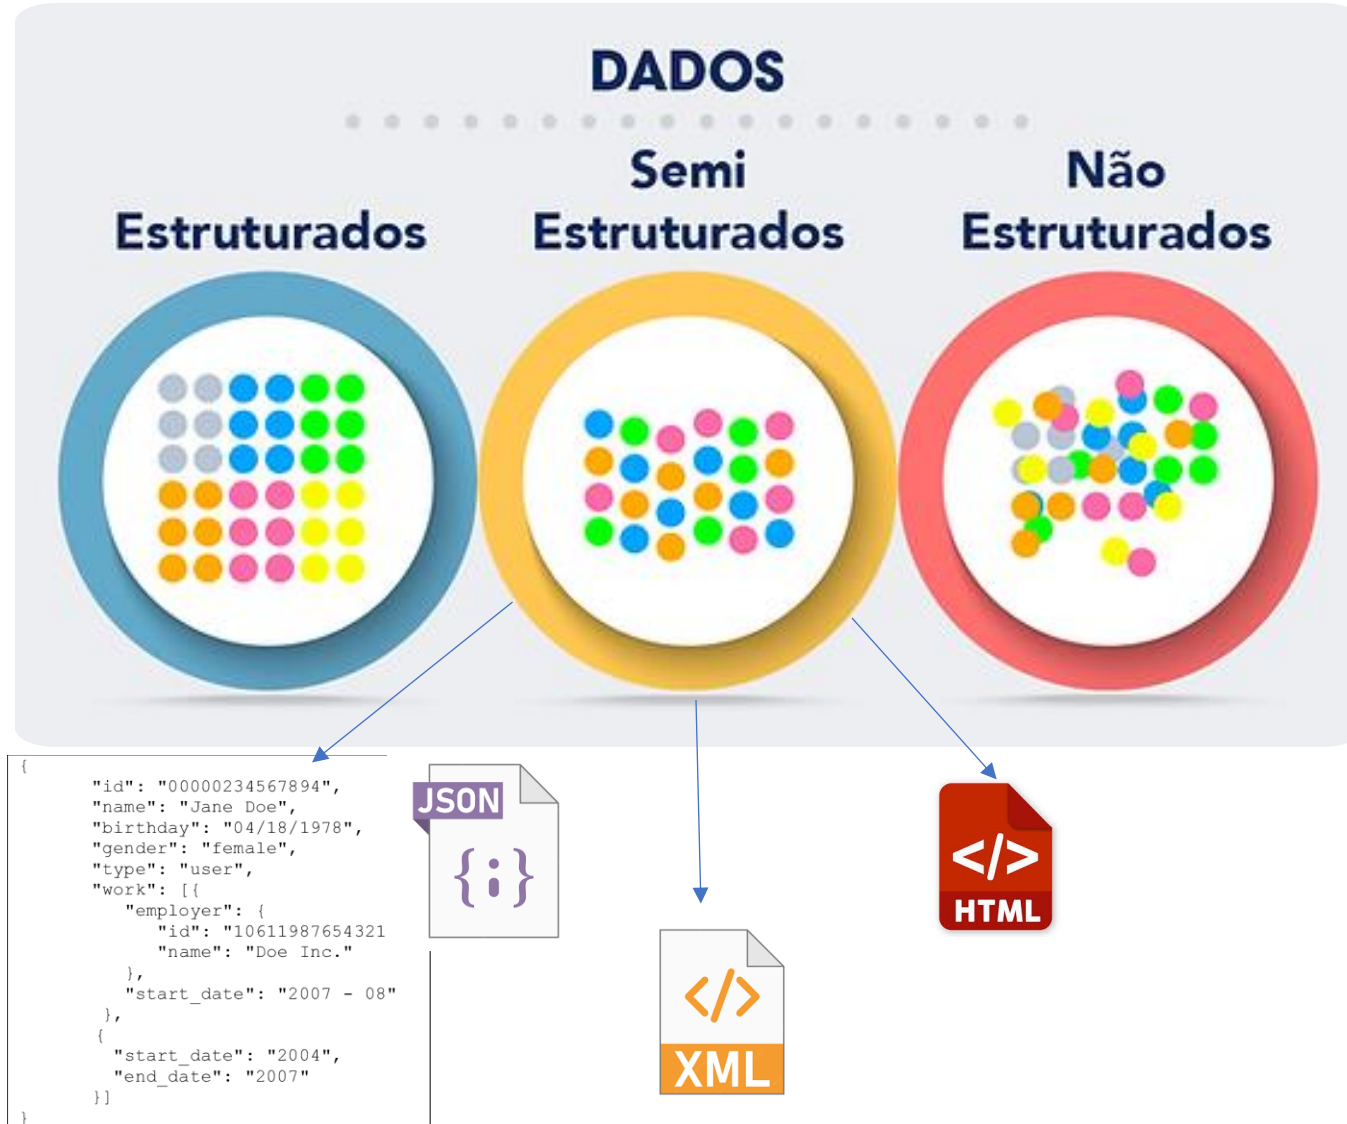 DADOS
Estruturados
Semi
Estruturados
Não
Estruturados
{
"id": "00000234567894",
"name": "Jane Doe",
"birthday": "04/18/1978",
"gender": "female",
"type": "user",
"work": [{
"employer": {
"id": "10611987654321
"name": "Doe Inc."
},
"start_date": "2007 - 08"
},
{
"start_date": "2004",
"end_date": "2007"
}]
}
JSON
{;}
</>
XML
</>
HTML